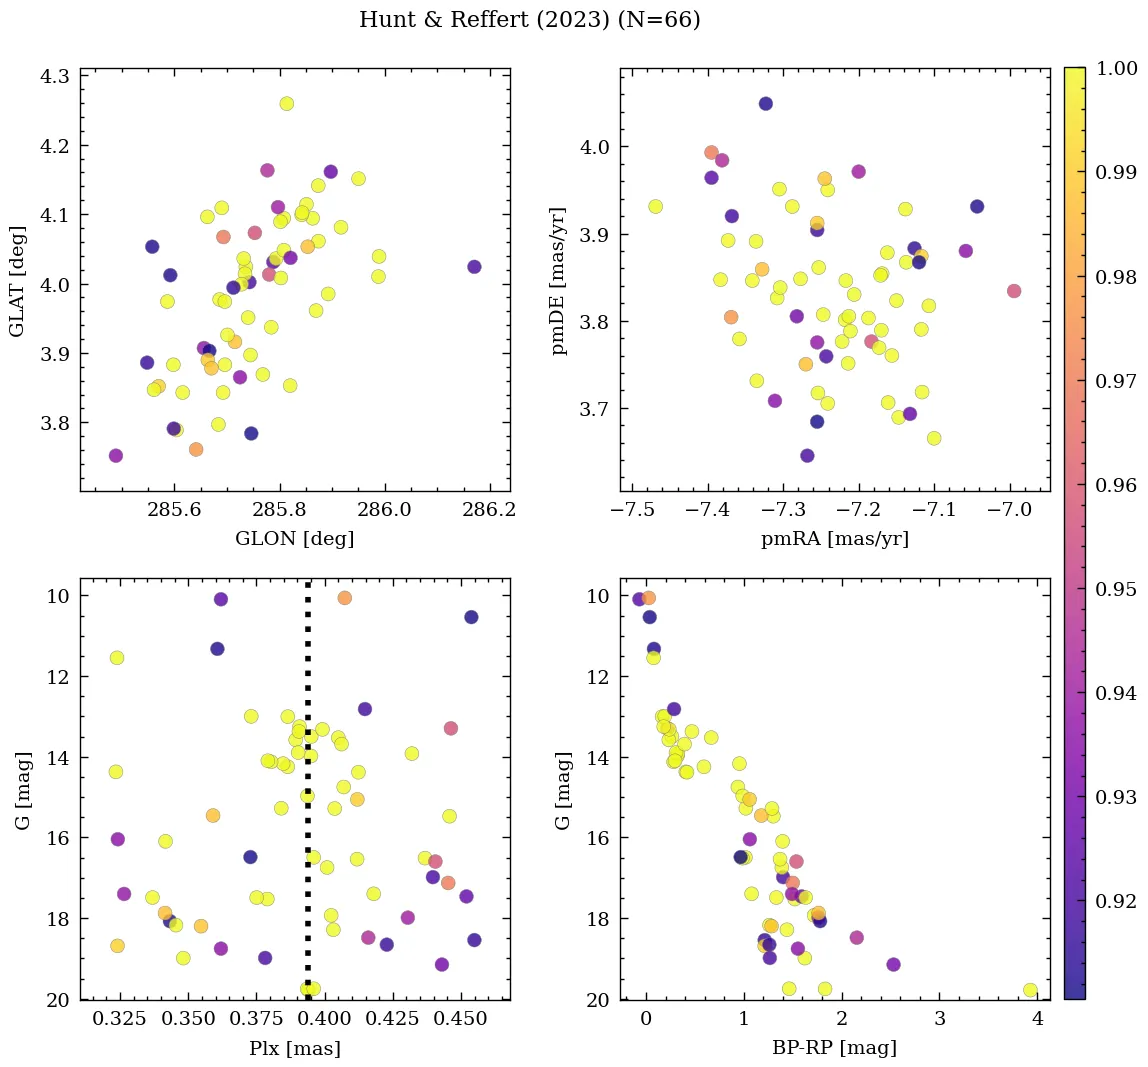 Hunt & Reffert (2023) (N=66)
4.3
4.2
4.1
4.0
3.9
3.8
GLAT [deg]
285.6 285.8 286.0 286.2
GLON [deg]
4.0
3.9
3.8
3.7
pmDE [mas/yr]
−7.5 −7.4 −7.3 −7.2 −7.1 −7.0
pmRA [mas/yr]
1.00
0.99
0.98
0.97
0.96
0.95
0.94
0.93
0.92
10
12
14
16
18
20
G [mag]
0.325 0.350 0.375 0.400 0.425 0.450
Plx [mas]
10
12
14
16
18
20
G [mag]
0 1 2 3 4
BP-RP [mag]